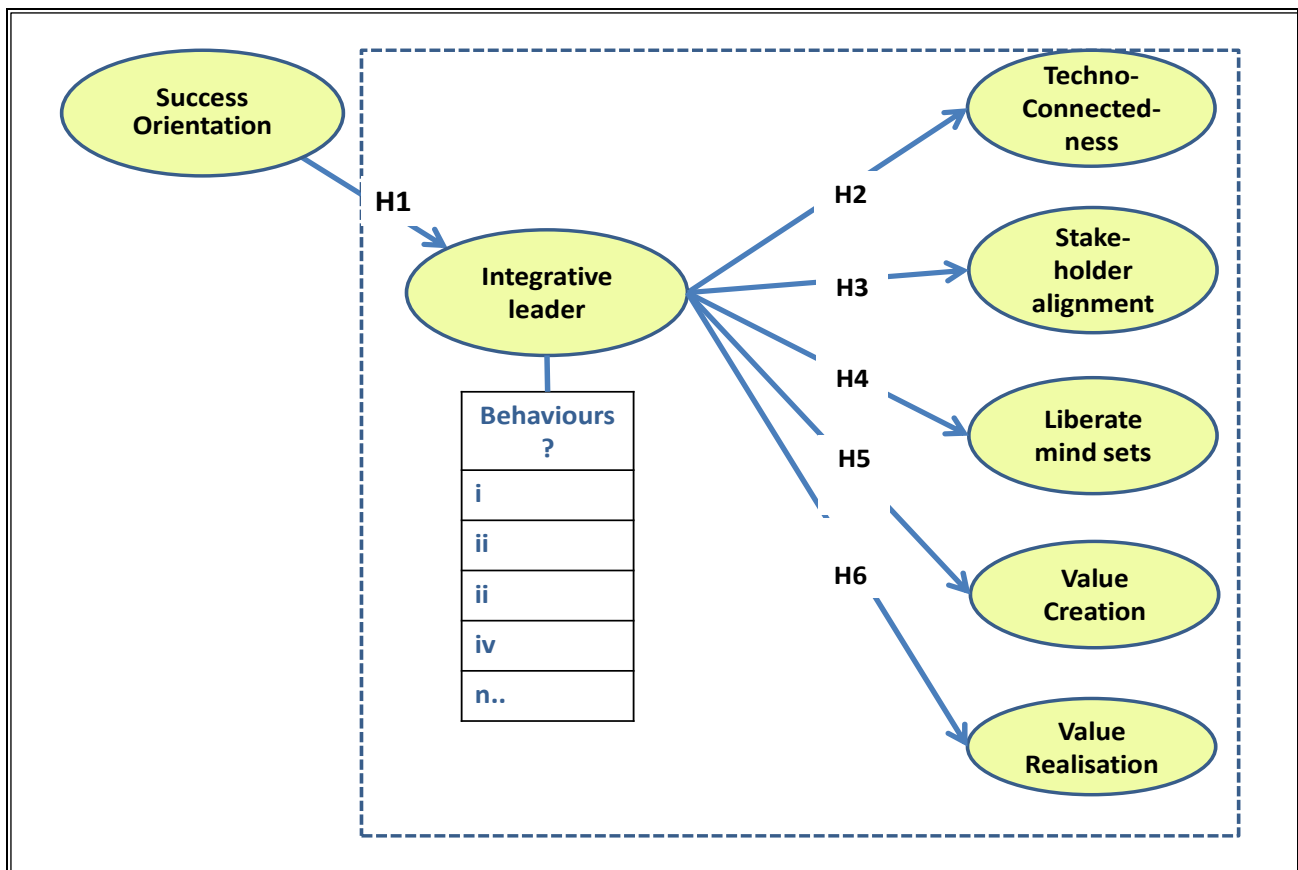 Success
Orientation
H1
Integrative
leader
Behaviours
?
i
ii
ii
iv
n..
H2
H3
H4
H5
H6
Techno-
Connected-
ness
Stake-
holder
alignment
Liberate
mind sets
Value
Creation
Value
Realisation